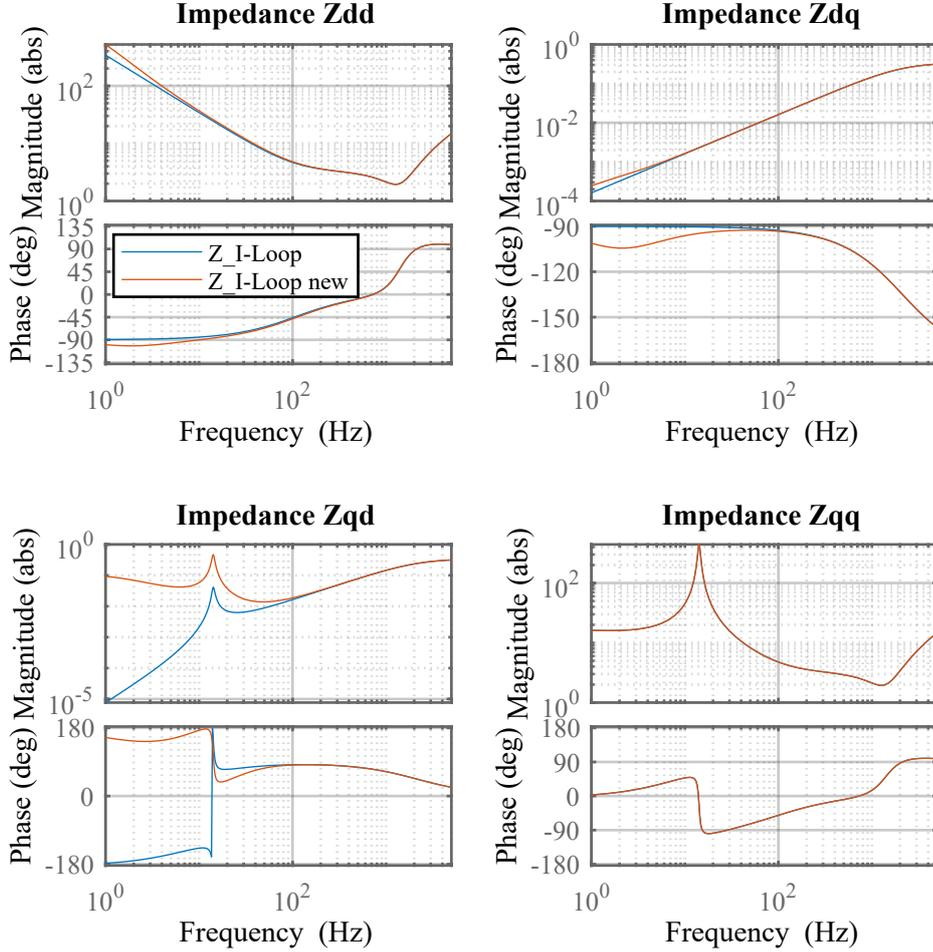 Impedance Zdd
Magnitude (abs)
10^2
10^0
Phase (deg)
135
90
45
0
-45
-90
-135
Z_I-Loop
Z_I-Loop new
10^0
10^2
Frequency (Hz)
Impedance Zdq
Magnitude (abs)
10^0
10^-2
10^-4
Phase (deg)
-90
-120
-150
-180
10^0
10^2
Frequency (Hz)
Impedance Zqd
Magnitude (abs)
10^0
10^-5
Phase (deg)
180
0
-180
10^0
10^2
Frequency (Hz)
Impedance Zqq
Magnitude (abs)
10^2
10^0
Phase (deg)
180
90
0
-90
-180
10^0
10^2
Frequency (Hz)